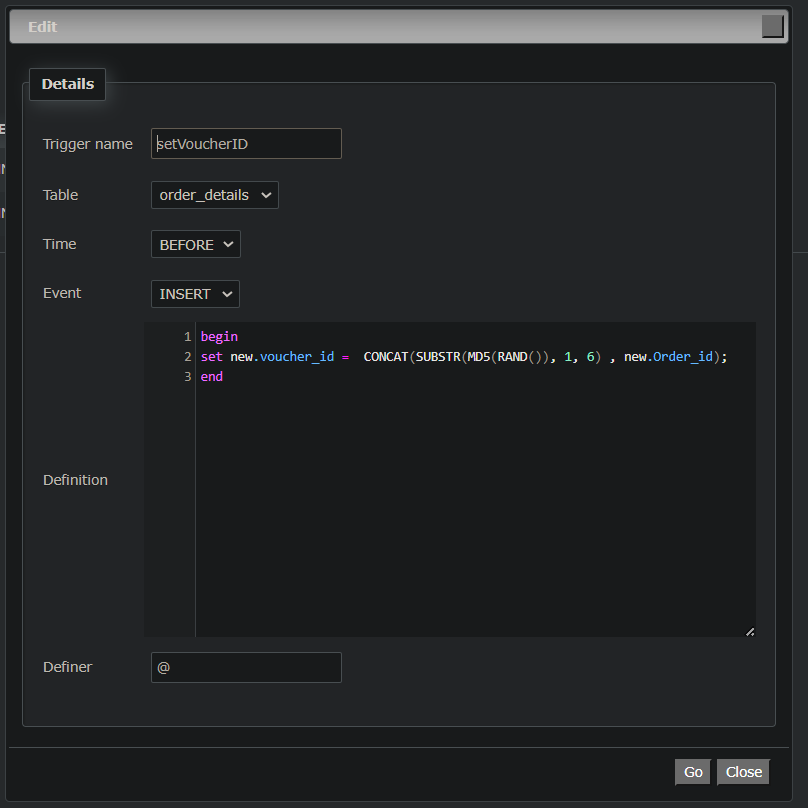 Edit
Details
Trigger name setVoucherID
Table order_details
Time BEFORE
Event INSERT
1 begin
2 set new.voucher_id =  CONCAT(SUBSTR(MD5(RAND()), 1, 6) , new.Order_id);
3 end
Definition
Definer @
Go Close